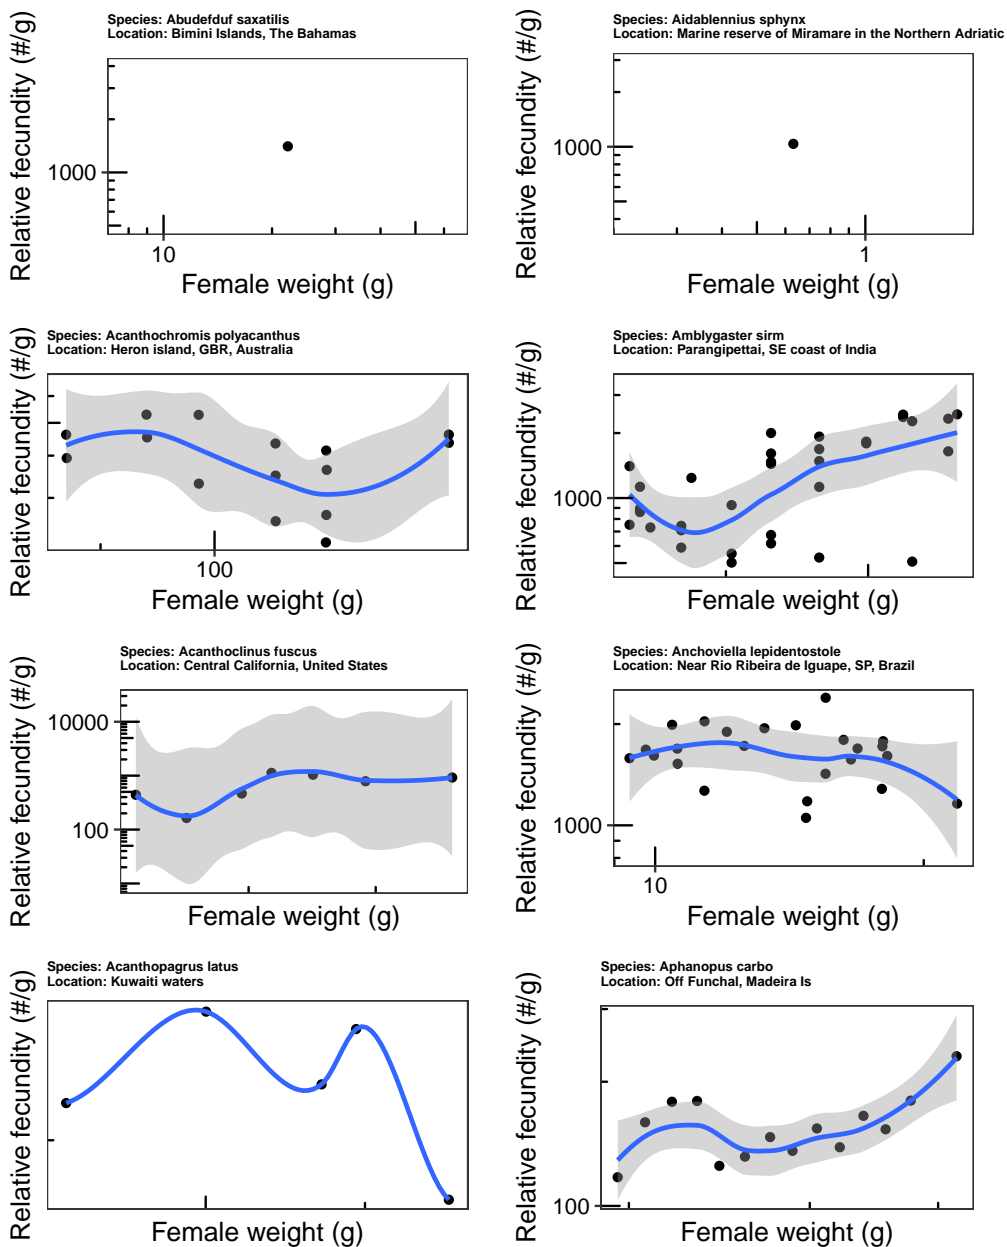 Species: Abudefduf saxatilis
Location: Bimini Islands, The Bahamas
Relative fecundity (#/g)
1000
10
Female weight (g)
Species: Aidablennius sphynx
Location: Marine reserve of Miramare in the Northern Adriatic
Relative fecundity (#/g)
1000
1
Female weight (g)
Species: Acanthochromis polyacanthus
Location: Heron island, GBR, Australia
Relative fecundity (#/g)
100
Female weight (g)
Species: Amblygaster sirm
Location: Parangipettai, SE coast of India
Relative fecundity (#/g)
1000
Female weight (g)
Species: Acanthoclinus fuscus
Location: Central California, United States
Relative fecundity (#/g)
10000
100
Female weight (g)
Species: Anchoviella lepidentostole
Location: Near Rio Ribeira de Iguape, SP, Brazil
Relative fecundity (#/g)
1000
10
Female weight (g)
Species: Acanthopagrus latus
Location: Kuwaiti waters
Relative fecundity (#/g)
Female weight (g)
Species: Aphanopus carbo
Location: Off Funchal, Madeira Is
Relative fecundity (#/g)
100
Female weight (g)